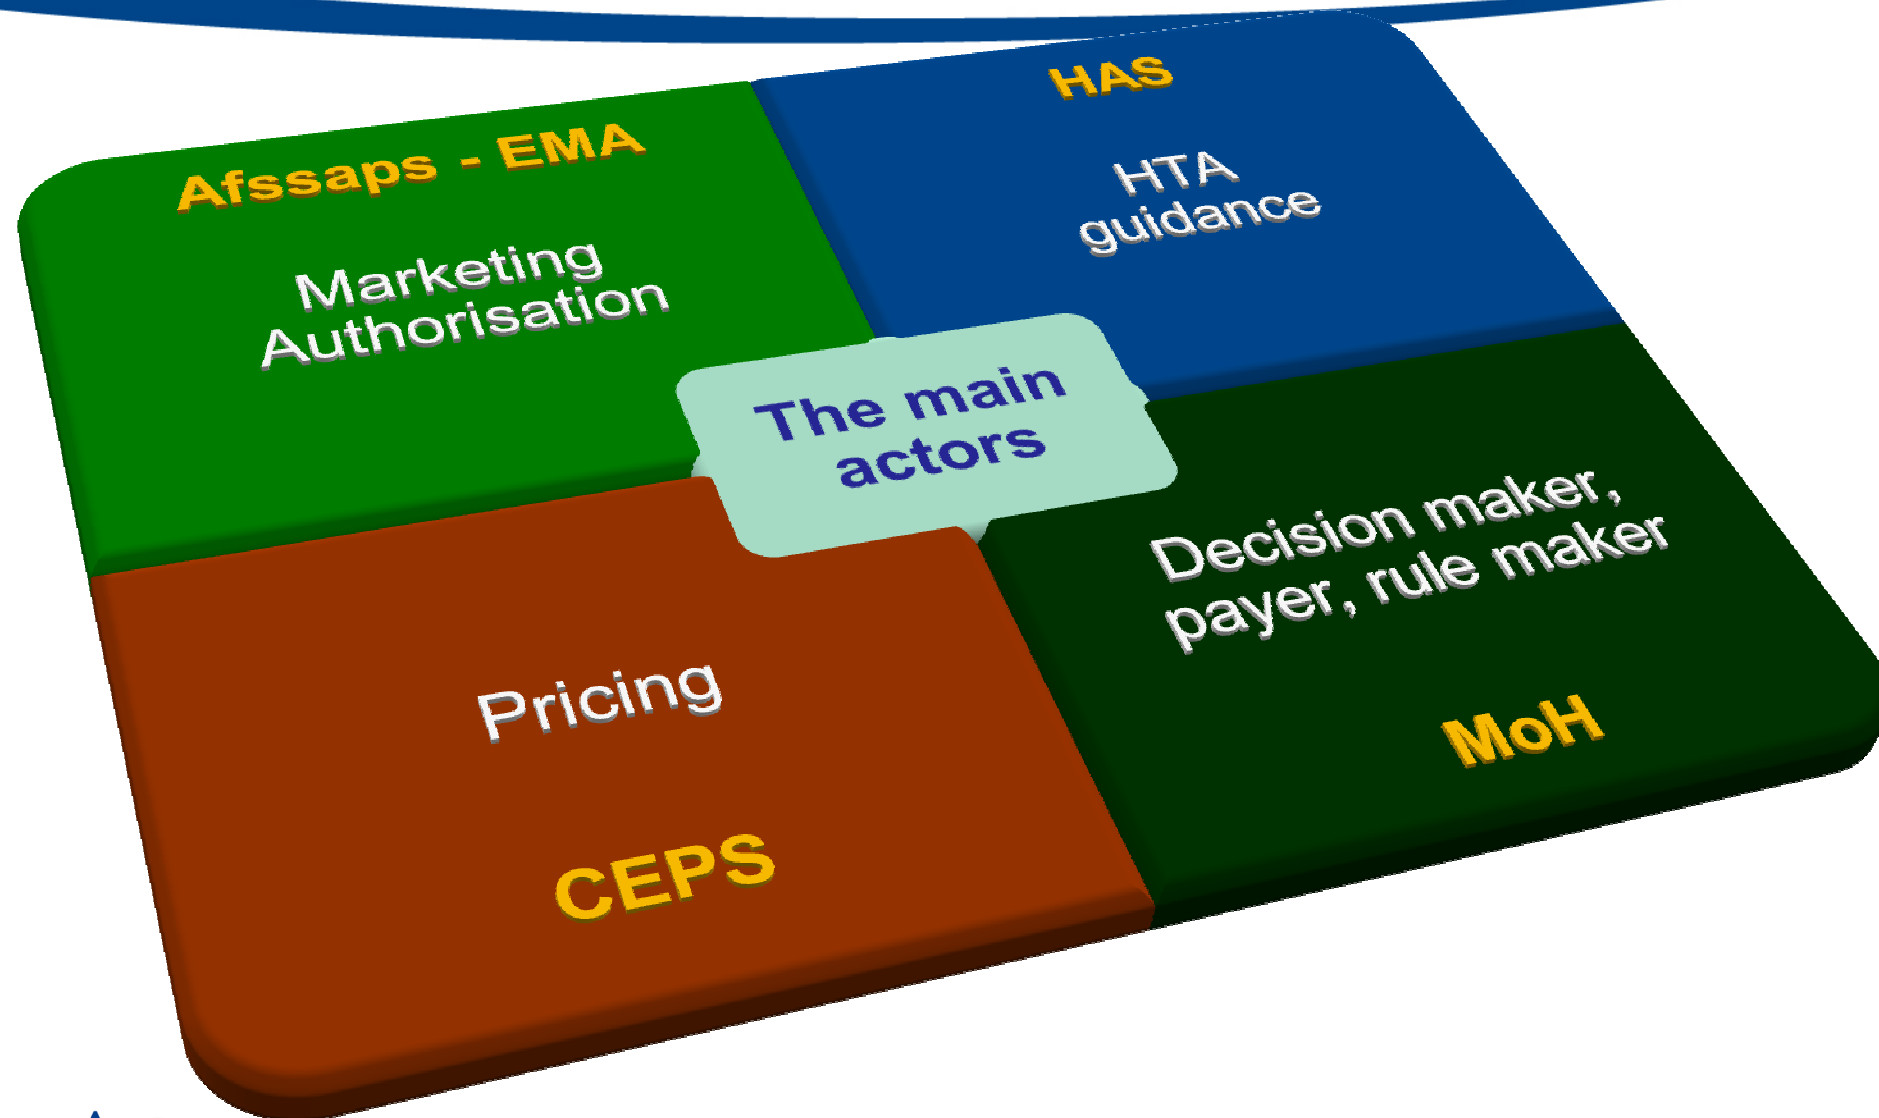 Afssaps - EMA
Marketing
Authorisation
HAS
HTA
guidance
The main
actors
Pricing
CEPS
Decision maker,
payer, rule maker
MoH